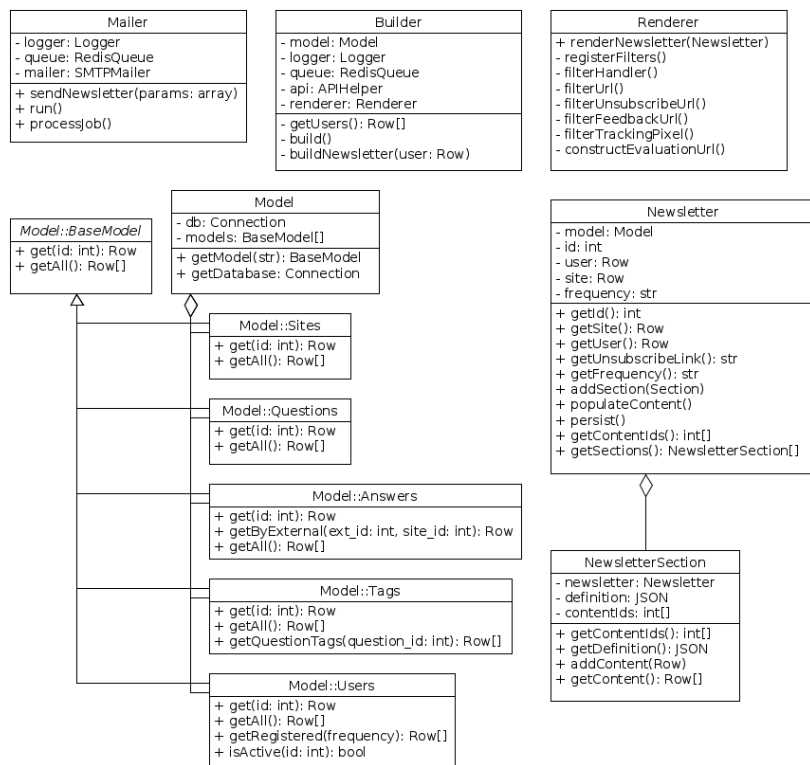 Mailer
- logger: Logger
- queue: RedisQueue
- mailer: SMTPMailer
+ sendNewsletter(params: array)
+ run()
+ processJob()
Builder
- model: Model
- logger: Logger
- queue: RedisQueue
- api: APIHelper
- renderer: Renderer
- getUsers(): Row[]
- build()
- buildNewsletter(user: Row)
Renderer
+ renderNewsletter(Newsletter)
- registerFilters()
- filterHandler()
- filterUrl()
- filterUnsubscribeUrl()
- filterFeedbackUrl()
- filterTrackingPixel()
- constructEvaluationUrl()
Model::BaseModel
+ get(id: int): Row
+ getAll(): Row[]
Model
- db: Connection
- models: BaseModel[]
+ getModel(str): BaseModel
+ getDatabase: Connection
Model::Sites
+ get(id: int): Row
+ getAll(): Row[]
Model::Questions
+ get(id: int): Row
+ getAll(): Row[]
Model::Answers
+ get(id: int): Row
+ getByExternal(ext_id: int, site_id: int): Row
+ getAll(): Row[]
Model::Tags
+ get(id: int): Row
+ getAll(): Row[]
+ getQuestionTags(question_id: int): Row[]
Model::Users
+ get(id: int): Row
+ getAll(): Row[]
+ getRegistered(frequency): Row[]
+ isActive(id: int): bool
Newsletter
- model: Model
- id: int
- user: Row
- site: Row
- frequency: str
+ getId(): int
+ getSite(): Row
+ getUser(): Row
+ getUnsubscribeLink(): str
+ getFrequency(): str
+ addSection(Section)
+ populateContent()
+ persist()
+ getContentIds(): int[]
+ getSections(): NewsletterSection[]
NewsletterSection
- newsletter: Newsletter
- definition: JSON
- contentIds: int[]
+ getContentIds(): int[]
+ getDefinition(): JSON
+ addContent(Row)
+ getContent(): Row[]